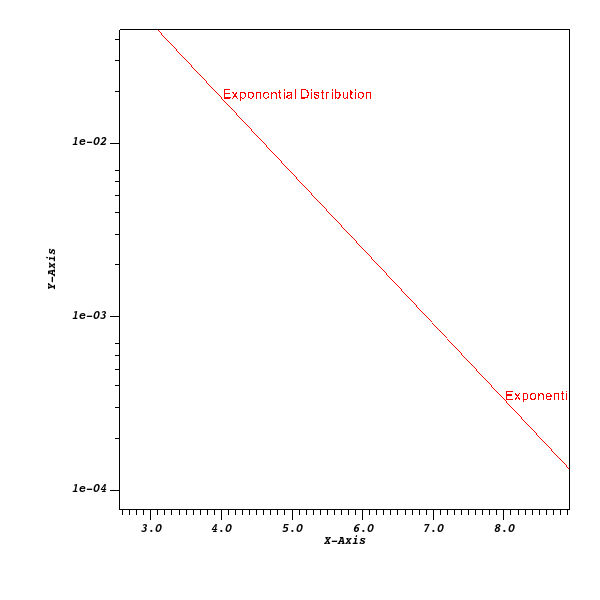 Exponential Distribution
1e-02
Y-Axis
1e-03
Exponenti
1e-04
3.0 4.0 5.0 6.0 7.0 8.0
X-Axis